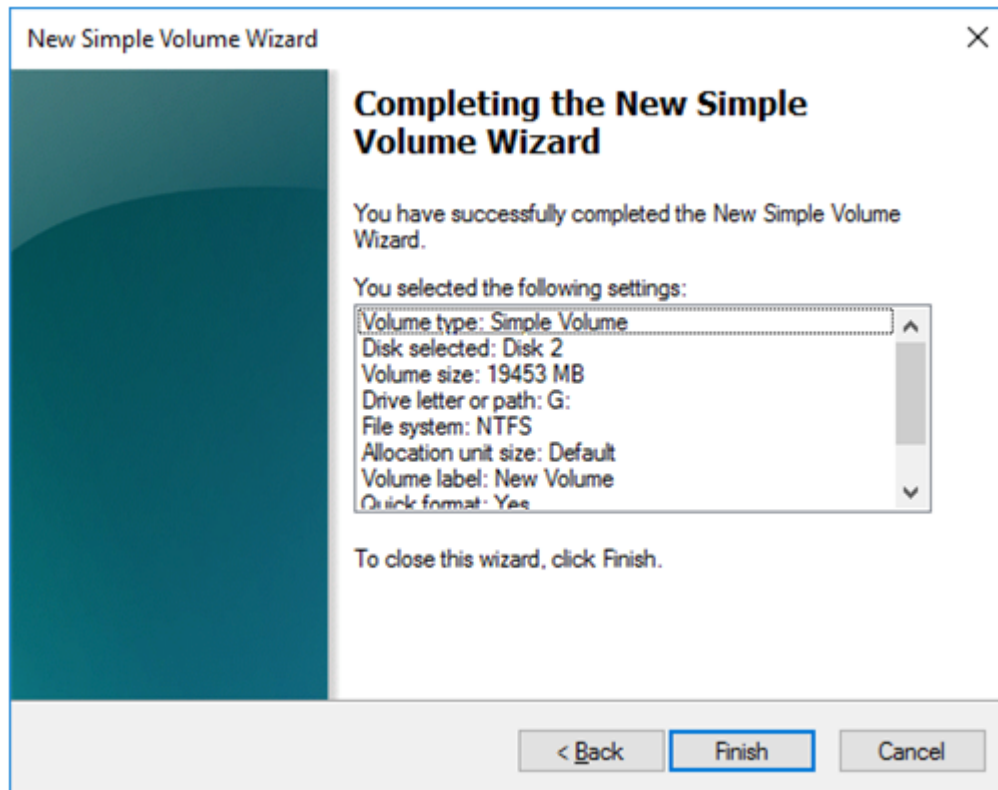 New Simple Volume Wizard
Completing the New Simple
Volume Wizard
You have successfully completed the New Simple Volume
Wizard.
You selected the following settings:
Volume type: Simple Volume
Disk selected: Disk 2
Volume size: 19453 MB
Drive letter or path: G:
File system: NTFS
Allocation unit size: Default
Volume label: New Volume
Quick format: Yes
To close this wizard, click Finish.
< Back
Finish
Cancel